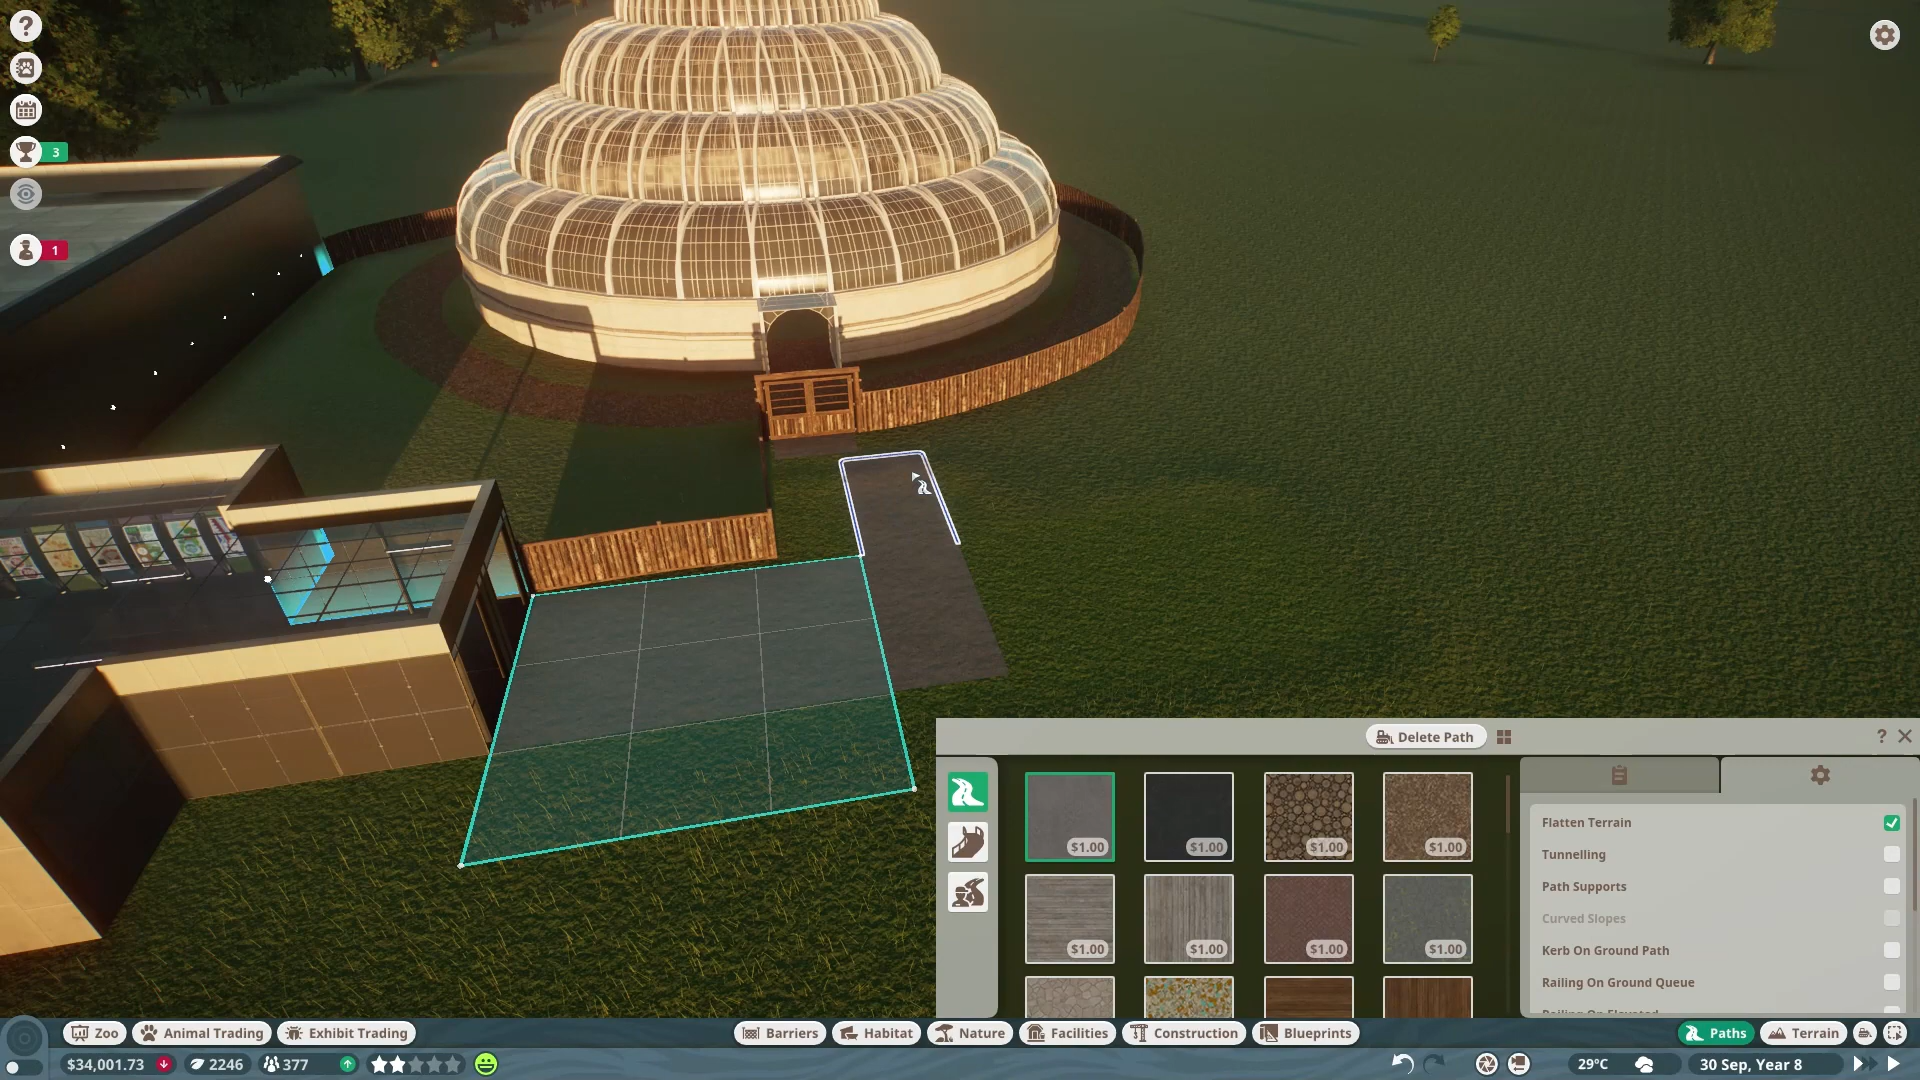 ?
3
1
Delete Path
?
$1.00
$1.00
$1.00
$1.00
$1.00
$1.00
$1.00
$1.00
Flatten Terrain
Tunnelling
Path Supports
Curved Slopes
Kerb On Ground Path
Railing On Ground Queue
Railing On Elevated
Zoo
Animal Trading
Exhibit Trading
Barriers
Habitat
Nature
Facilities
Construction
Blueprints
Paths
Terrain
$34,001.73
2246
377
29°C
30 Sep, Year 8